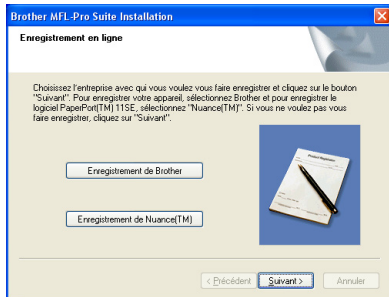 Brother MFL-Pro Suite Installation
Enregistrement en ligne
Choisissez l'entreprise avec qui vous voulez vous faire enregistrer et cliquez sur le bouton
"Suivant". Pour enregistrer votre appareil, sélectionnez Brother et pour enregistrer le
logiciel PaperPort(TM) 11SE, sélectionnez "Nuance(TM)". Si vous ne voulez pas vous
faire enregistrer, cliquez sur "Suivant".
Enregistrement de Brother
Enregistrement de Nuance(TM)
< Précédent
Suivant >
Annuler